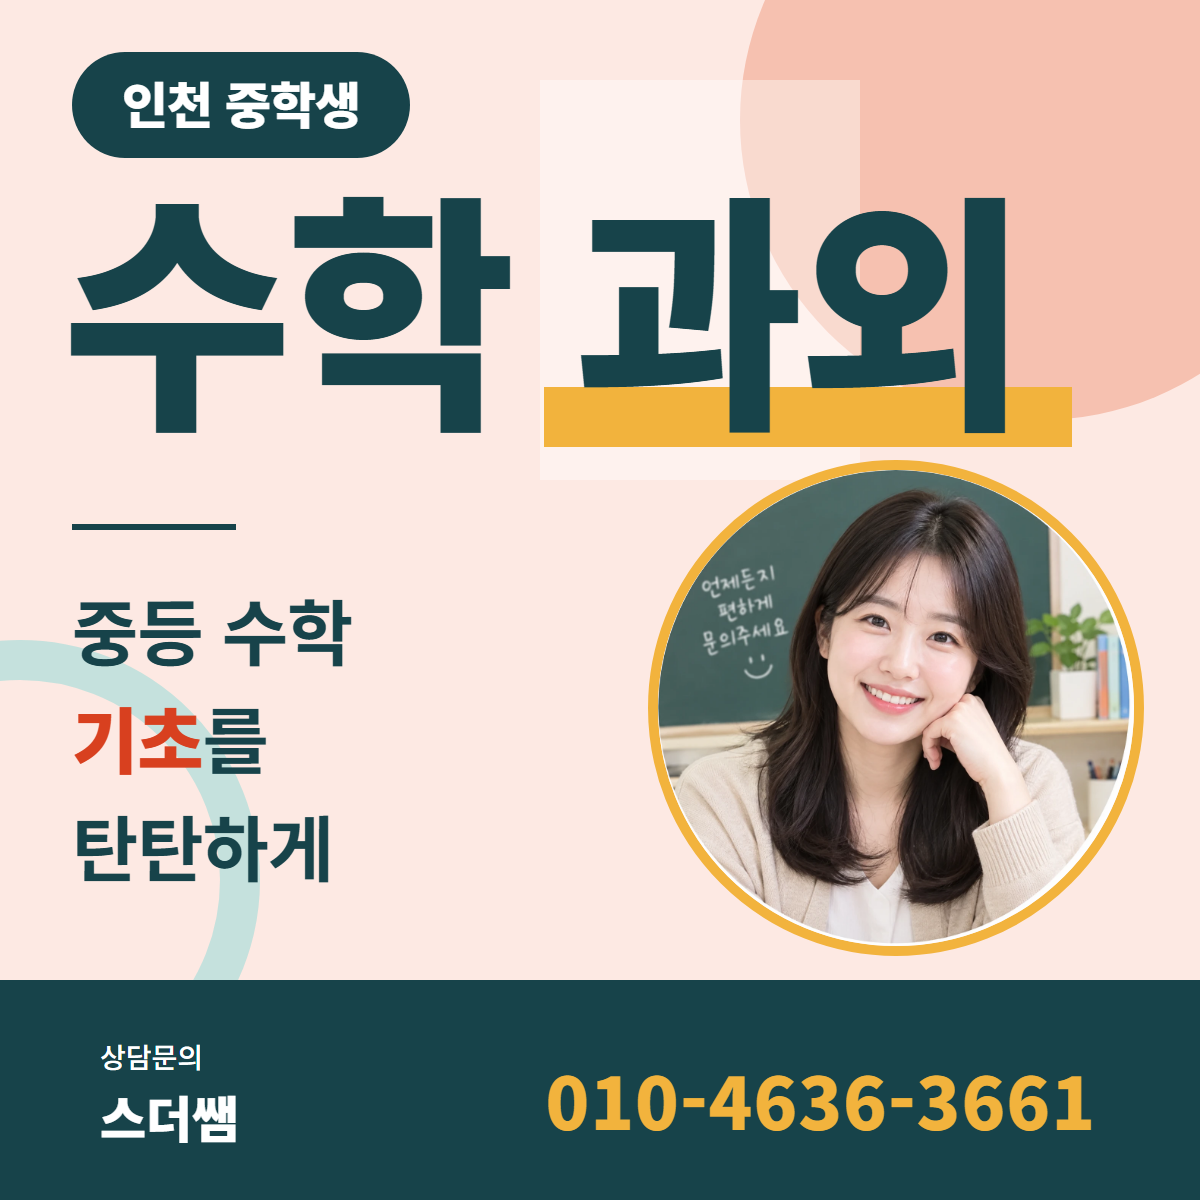 인천 중학생
수학 과외
언제든지
편하게
문의주세요
중등 수학
기초를
탄탄하게
상담문의
스더쌤
010-4636-3661